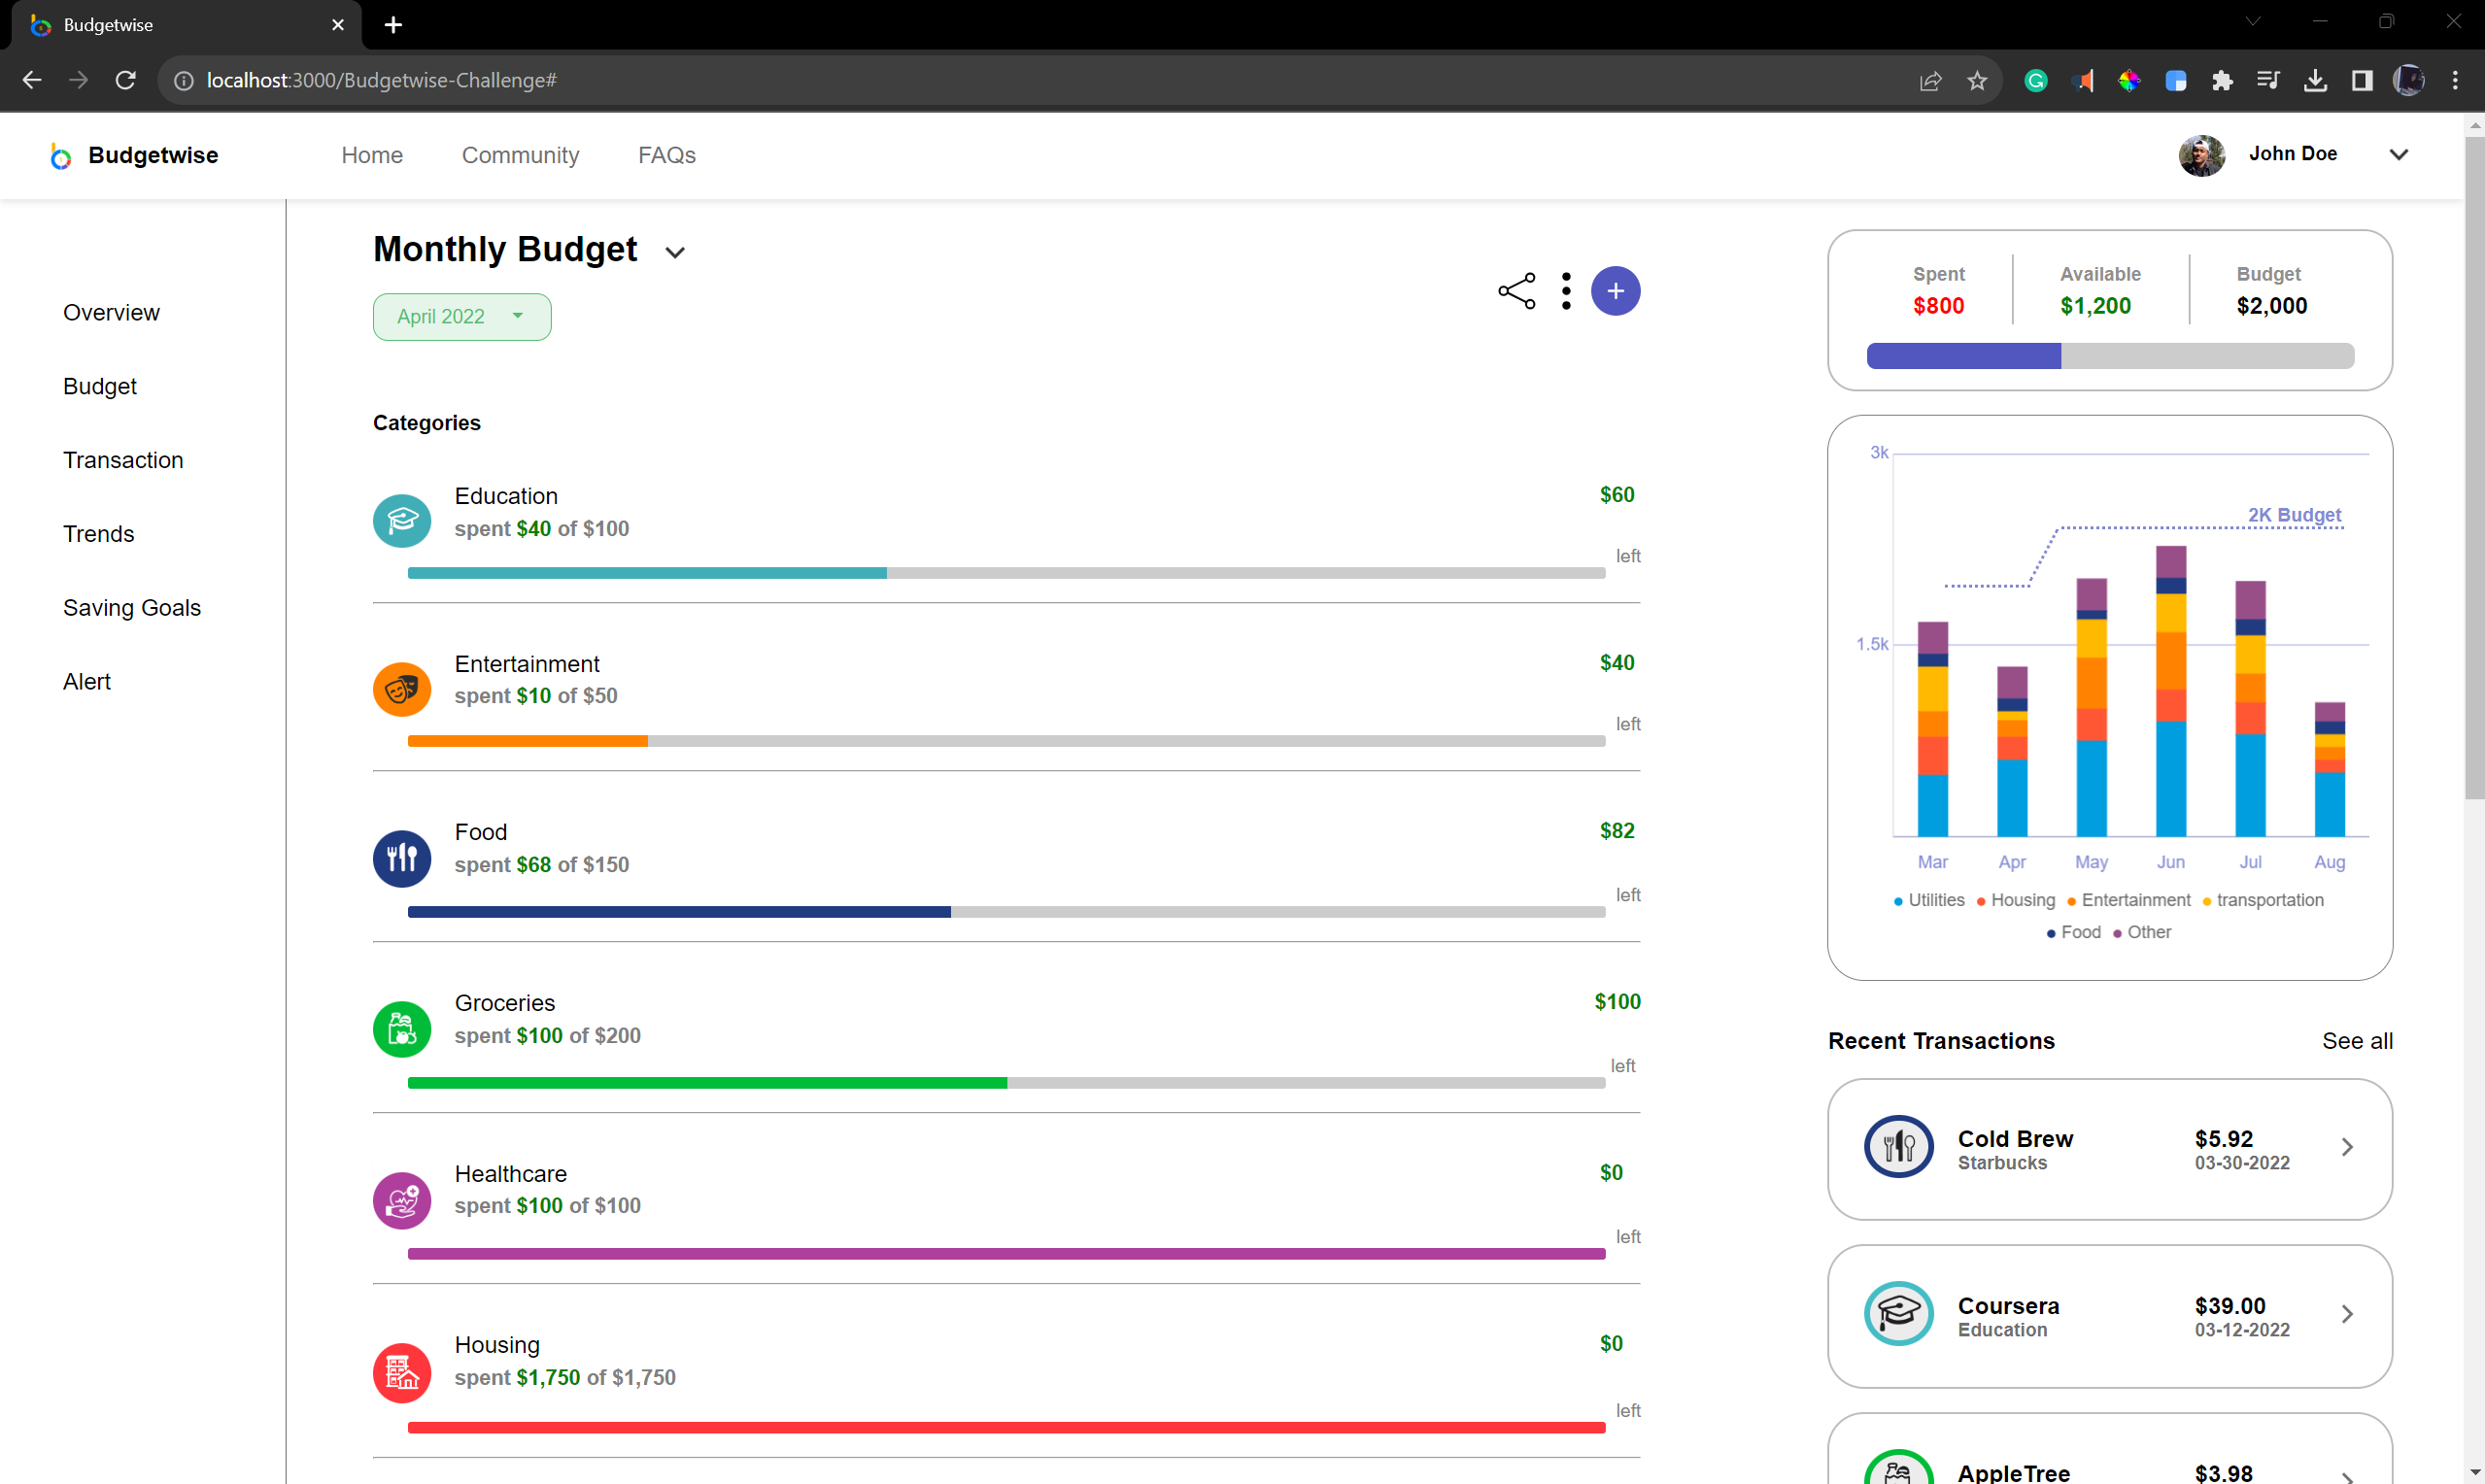 Budgetwise
localhost:3000/Budgetwise-Challenge#
Budgetwise
Home
Community
FAQs
John Doe
Overview
Budget
Transaction
Trends
Saving Goals
Alert
Monthly Budget
April 2022
Categories
Education
spent $40 of $100
$60
left
Entertainment
spent $10 of $50
$40
left
Food
spent $68 of $150
$82
left
Groceries
spent $100 of $200
$100
left
Healthcare
spent $100 of $100
$0
left
Housing
spent $1,750 of $1,750
$0
left
Spent
$800
Available
$1,200
Budget
$2,000
3k
2K Budget
1.5k
Mar Apr May Jun Jul Aug
Utilities Housing Entertainment transportation
Food Other
Recent Transactions
See all
Cold Brew
Starbucks
$5.92
03-30-2022
Coursera
Education
$39.00
03-12-2022
AppleTree
$3.98